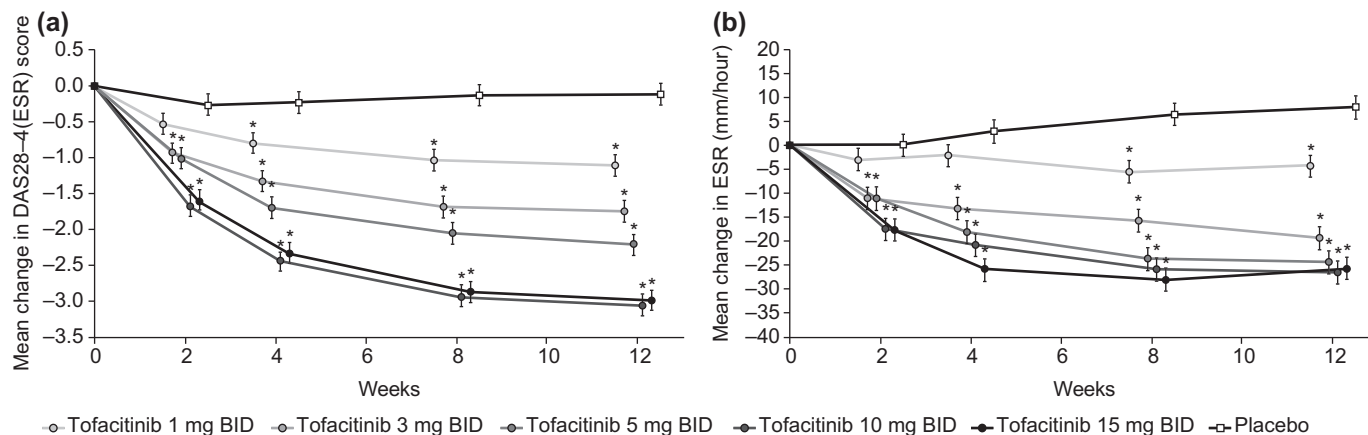 (a)
Mean change in DAS28–4(ESR) score
0.5
0.0
–0.5
–1.0
–1.5
–2.0
–2.5
–3.0
–3.5
* * * * * * * * * * * * * * * * * * *
0 2 4 6 8 10 12
Weeks
(b)
Mean change in ESR (mm/hour)
20
15
10
5
0
–5
–10
–15
–20
–25
–30
–35
–40
* * * * * * * * * * * * * * * * * *
0 2 4 6 8 10 12
Weeks
Tofacitinib 1 mg BID Tofacitinib 3 mg BID Tofacitinib 5 mg BID Tofacitinib 10 mg BID Tofacitinib 15 mg BID Placebo